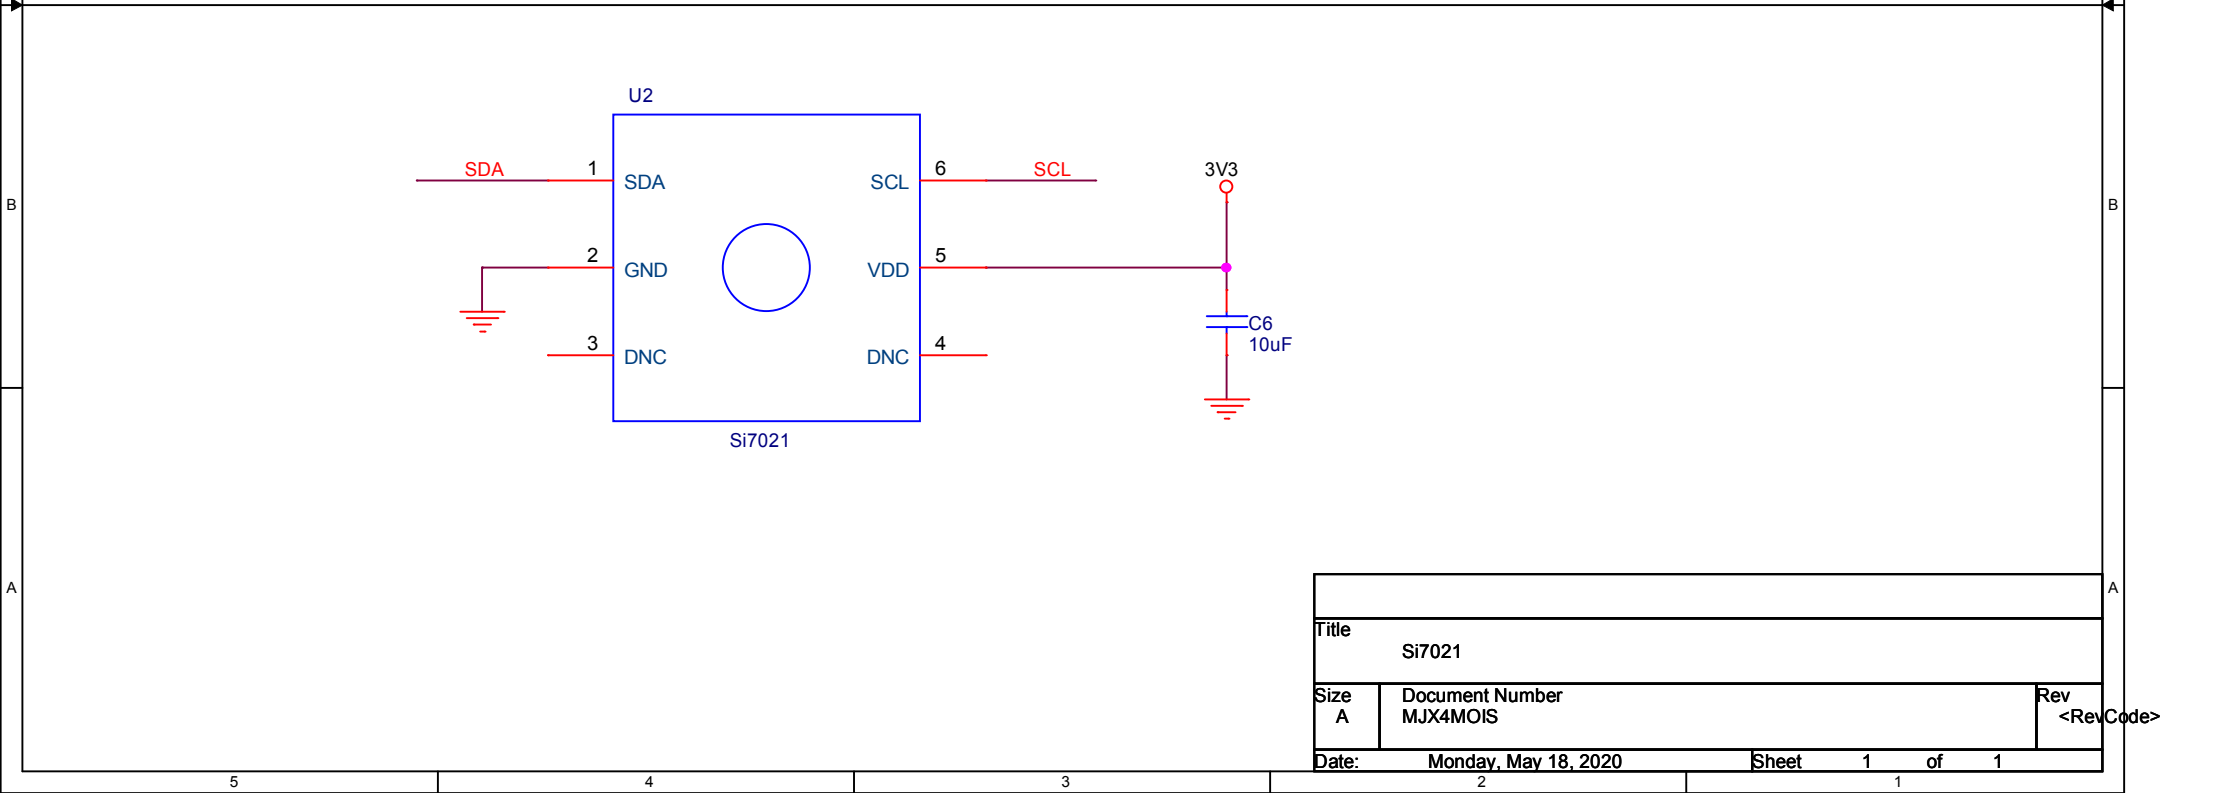 U2
SDA
1
SDA
SCL
6
SCL
3V3
B
B
2
GND
VDD
5
3
DNC
DNC
4
C6
10uF
Si7021
A
A
Title
Si7021
Size
Document Number
Rev
A
MJX4MOIS
<RevCode>
Date:
Monday, May 18, 2020
Sheet
1
of
1
5
4
3
2
1